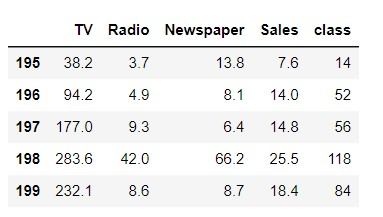 TV Radio Newspaper Sales class
195 38.2 3.7 13.8 7.6 14
196 94.2 4.9 8.1 14.0 52
197 177.0 9.3 6.4 14.8 56
198 283.6 42.0 66.2 25.5 118
199 232.1 8.6 8.7 18.4 84